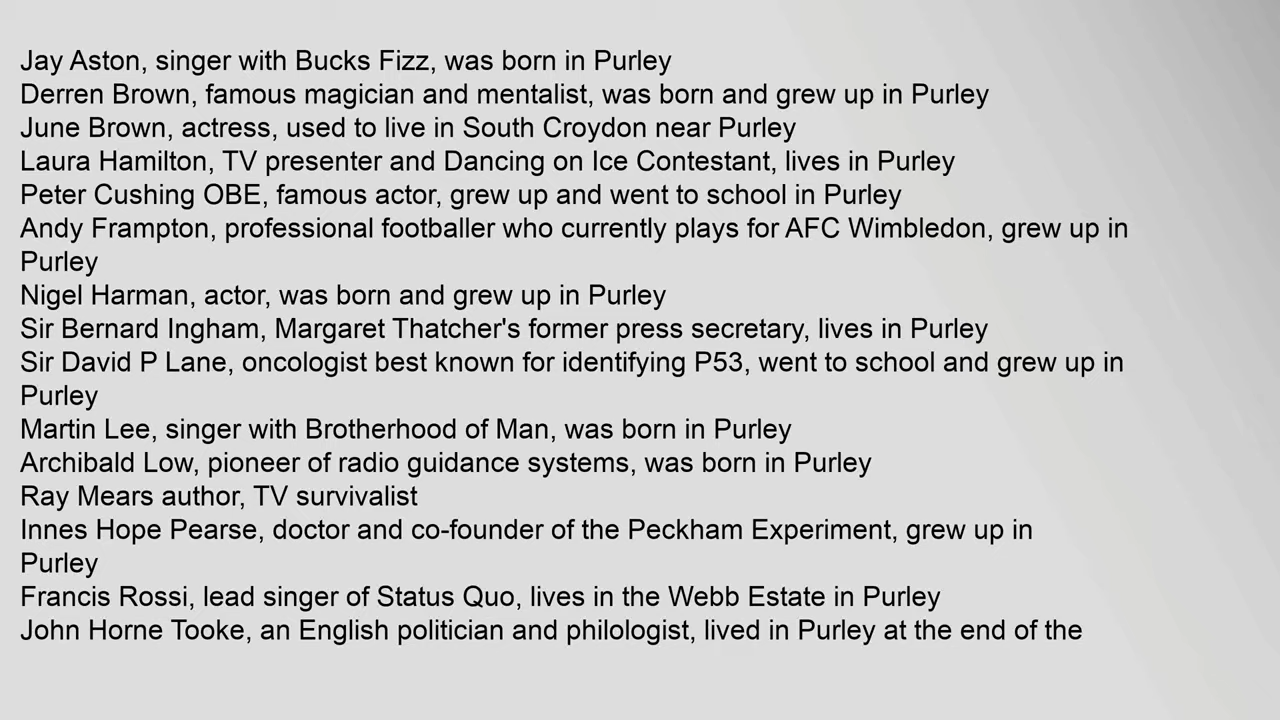 Jay Aston, singer with Bucks Fizz, was born in Purley
Derren Brown, famous magician and mentalist, was born and grew up in Purley
June Brown, actress, used to live in South Croydon near Purley
Laura Hamilton, TV presenter and Dancing on Ice Contestant, lives in Purley
Peter Cushing OBE, famous actor, grew up and went to school in Purley
Andy Frampton, professional footballer who currently plays for AFC Wimbledon, grew up in
Purley
Nigel Harman, actor, was born and grew up in Purley
Sir Bernard Ingham, Margaret Thatcher's former press secretary, lives in Purley
Sir David P Lane, oncologist best known for identifying P53, went to school and grew up in
Purley
Martin Lee, singer with Brotherhood of Man, was born in Purley
Archibald Low, pioneer of radio guidance systems, was born in Purley
Ray Mears author, TV survivalist
Innes Hope Pearse, doctor and co-founder of the Peckham Experiment, grew up in
Purley
Francis Rossi, lead singer of Status Quo, lives in the Webb Estate in Purley
John Horne Tooke, an English politician and philologist, lived in Purley at the end of the